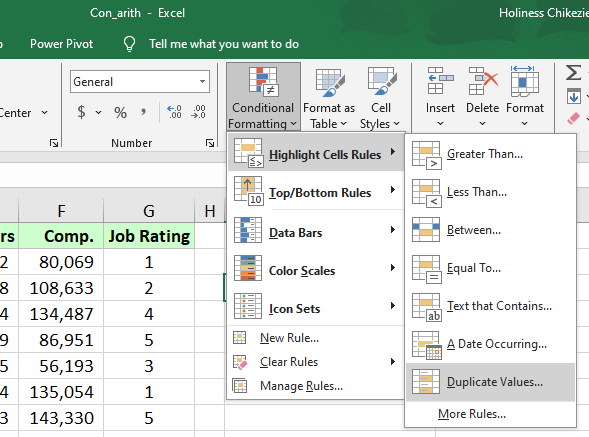 Con_arith - Excel
Holiness Chikezie
Power Pivot
Tell me what you want to do
Center
General
$ % , ←.0 .00 .00 →.0
Number
Conditional Formatting
Format as Table
Cell Styles
Insert
Delete
Format
Σ
Highlight Cells Rules
Top/Bottom Rules
Data Bars
Color Scales
Icon Sets
New Rule...
Clear Rules
Manage Rules...
Greater Than...
Less Than...
Between...
Equal To...
Text that Contains...
A Date Occurring...
Duplicate Values...
More Rules...
F G H
rs Comp. Job Rating
2 80,069 1
8 108,633 2
4 134,487 4
9 86,951 5
5 56,193 3
4 135,054 1
3 143,330 5